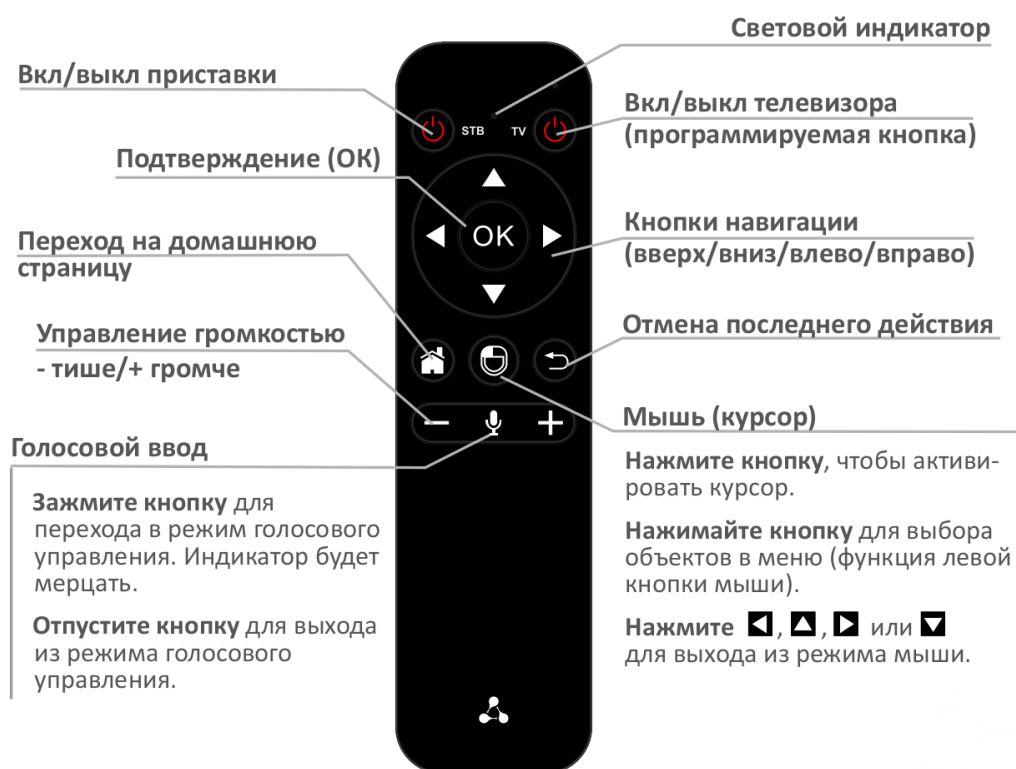 Световой индикатор
Вкл/выкл приставки
Вкл/выкл телевизора
(программируемая кнопка)
STB
TV
Подтверждение (ОК)
OK
Кнопки навигации
(вверх/вниз/влево/вправо)
Переход на домашнюю
страницу
Управление громкостью
- тише/+ громче
Отмена последнего действия
Голосовой ввод
Зажмите кнопку для
перехода в режим голосового
управления. Индикатор будет
мерцать.
Отпустите кнопку для выхода
из режима голосового
управления.
Мышь (курсор)
Нажмите кнопку, чтобы активи-
ровать курсор.
Нажимайте кнопку для выбора
объектов в меню (функция левой
кнопки мыши).
Нажмите ◀, ▲, ▶ или ▼
для выхода из режима мыши.